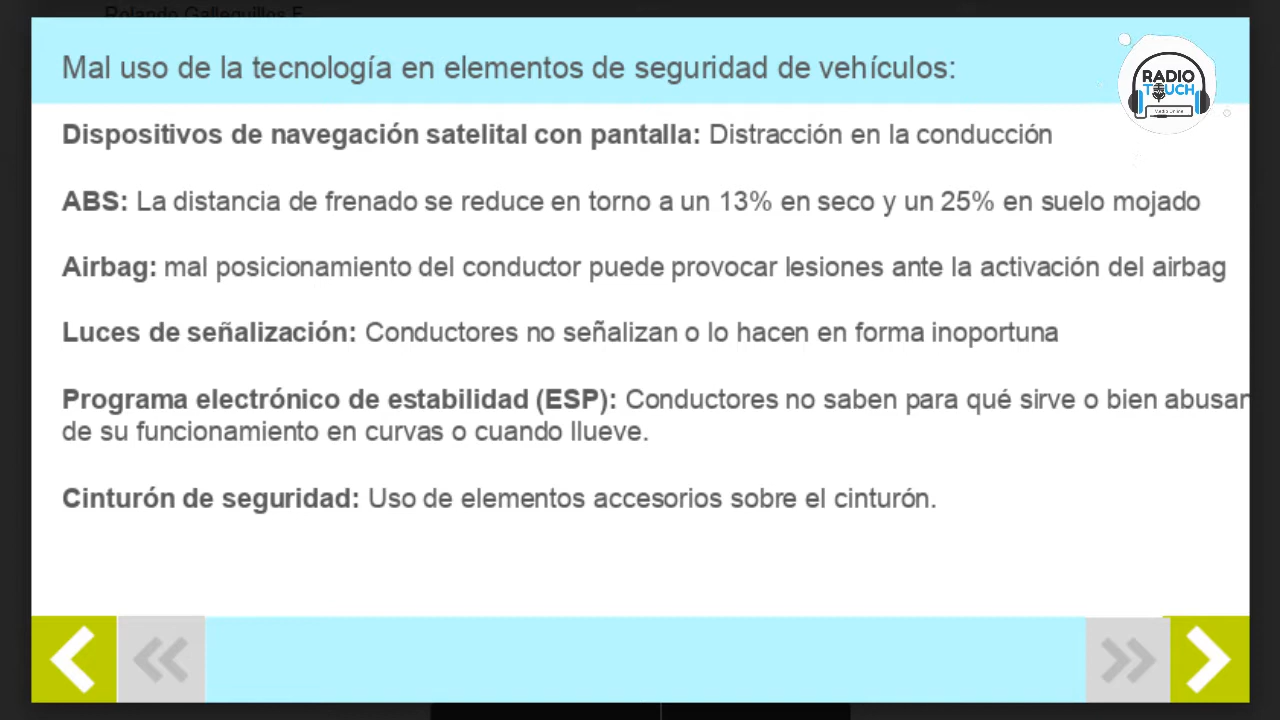 Rolando Galleguillos F
Mal uso de la tecnología en elementos de seguridad de vehículos:
RADIO
TOUCH
Dispositivos de navegación satelital con pantalla: Distracción en la conducción
ABS: La distancia de frenado se reduce en torno a un 13% en seco y un 25% en suelo mojado
Airbag: mal posicionamiento del conductor puede provocar lesiones ante la activación del airbag
Luces de señalización: Conductores no señalizan o lo hacen en forma inoportuna
Programa electrónico de estabilidad (ESP): Conductores no saben para qué sirve o bien abusan
de su funcionamiento en curvas o cuando llueve.
Cinturón de seguridad: Uso de elementos accesorios sobre el cinturón.